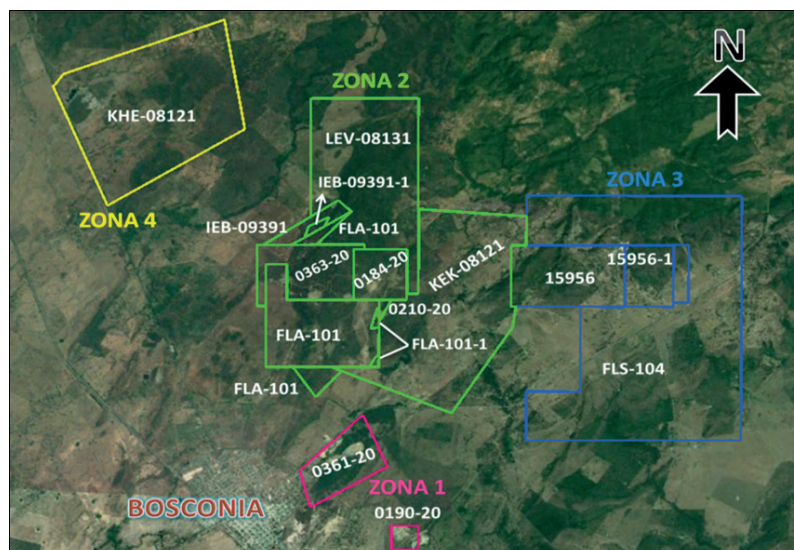 N
ZONA 2
KHE-08121
LEV-08131
IEB-09391-1
ZONA 3
ZONA 4
IEB-09391
FLA-101
KEK-08121
0363-20
0184-20
15956
15956-1
0210-20
FLA-101
FLA-101-1
FLS-104
FLA-101
0361-20
ZONA 1
BOSCONIA
0190-20